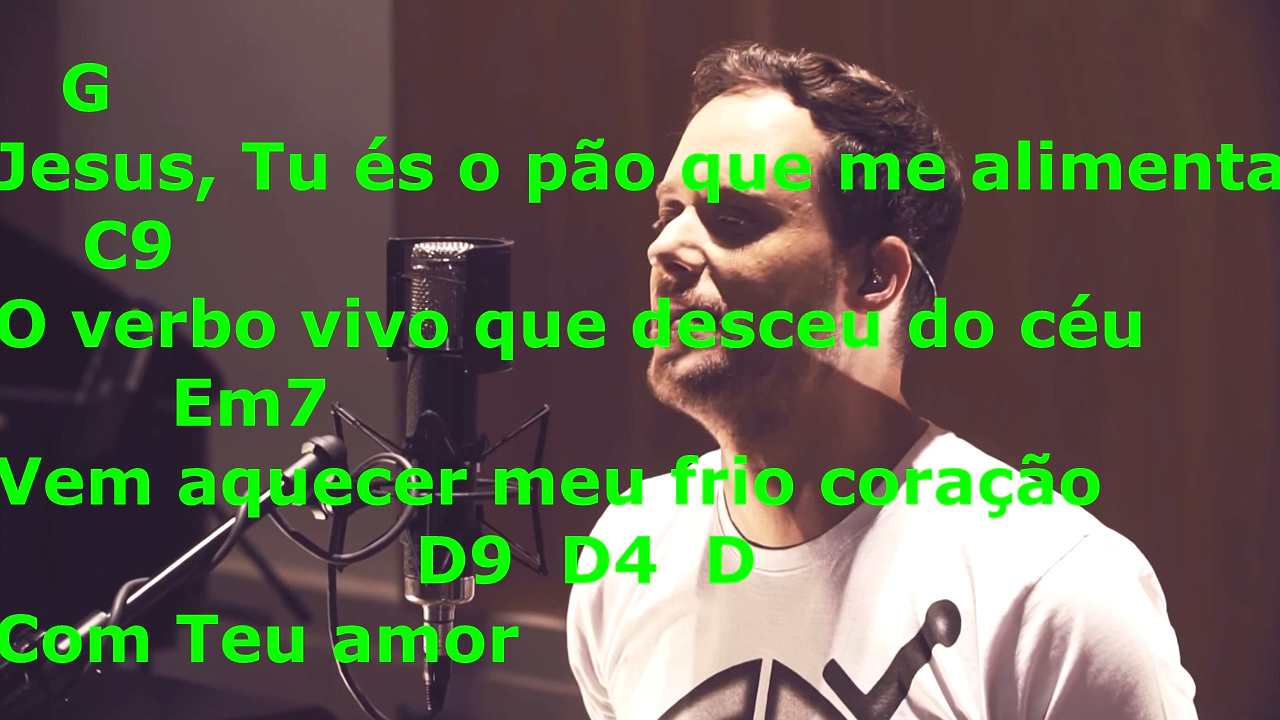 G
Jesus, Tu és o pão que me alimenta
C9
O verbo vivo que desceu do céu
Em7
Vem aquecer meu frio coração
D9 D4 D
Com Teu amor